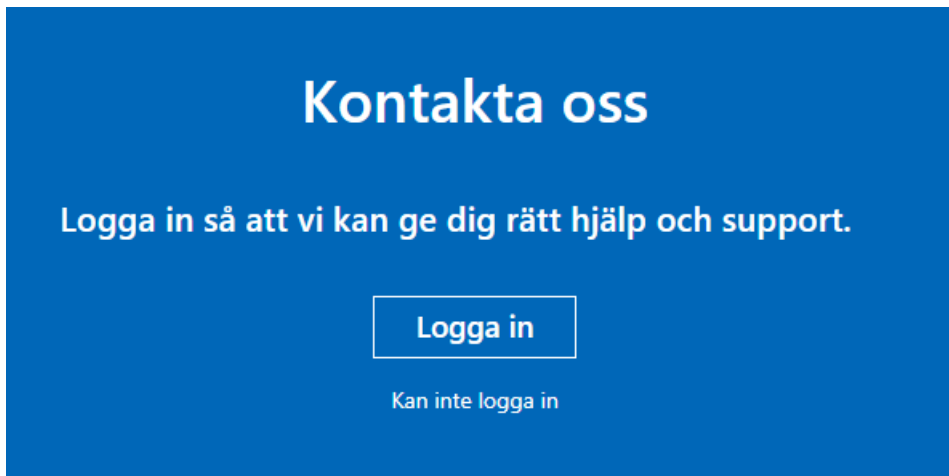 Kontakta oss
Logga in så att vi kan ge dig rätt hjälp och support.
Logga in
Kan inte logga in